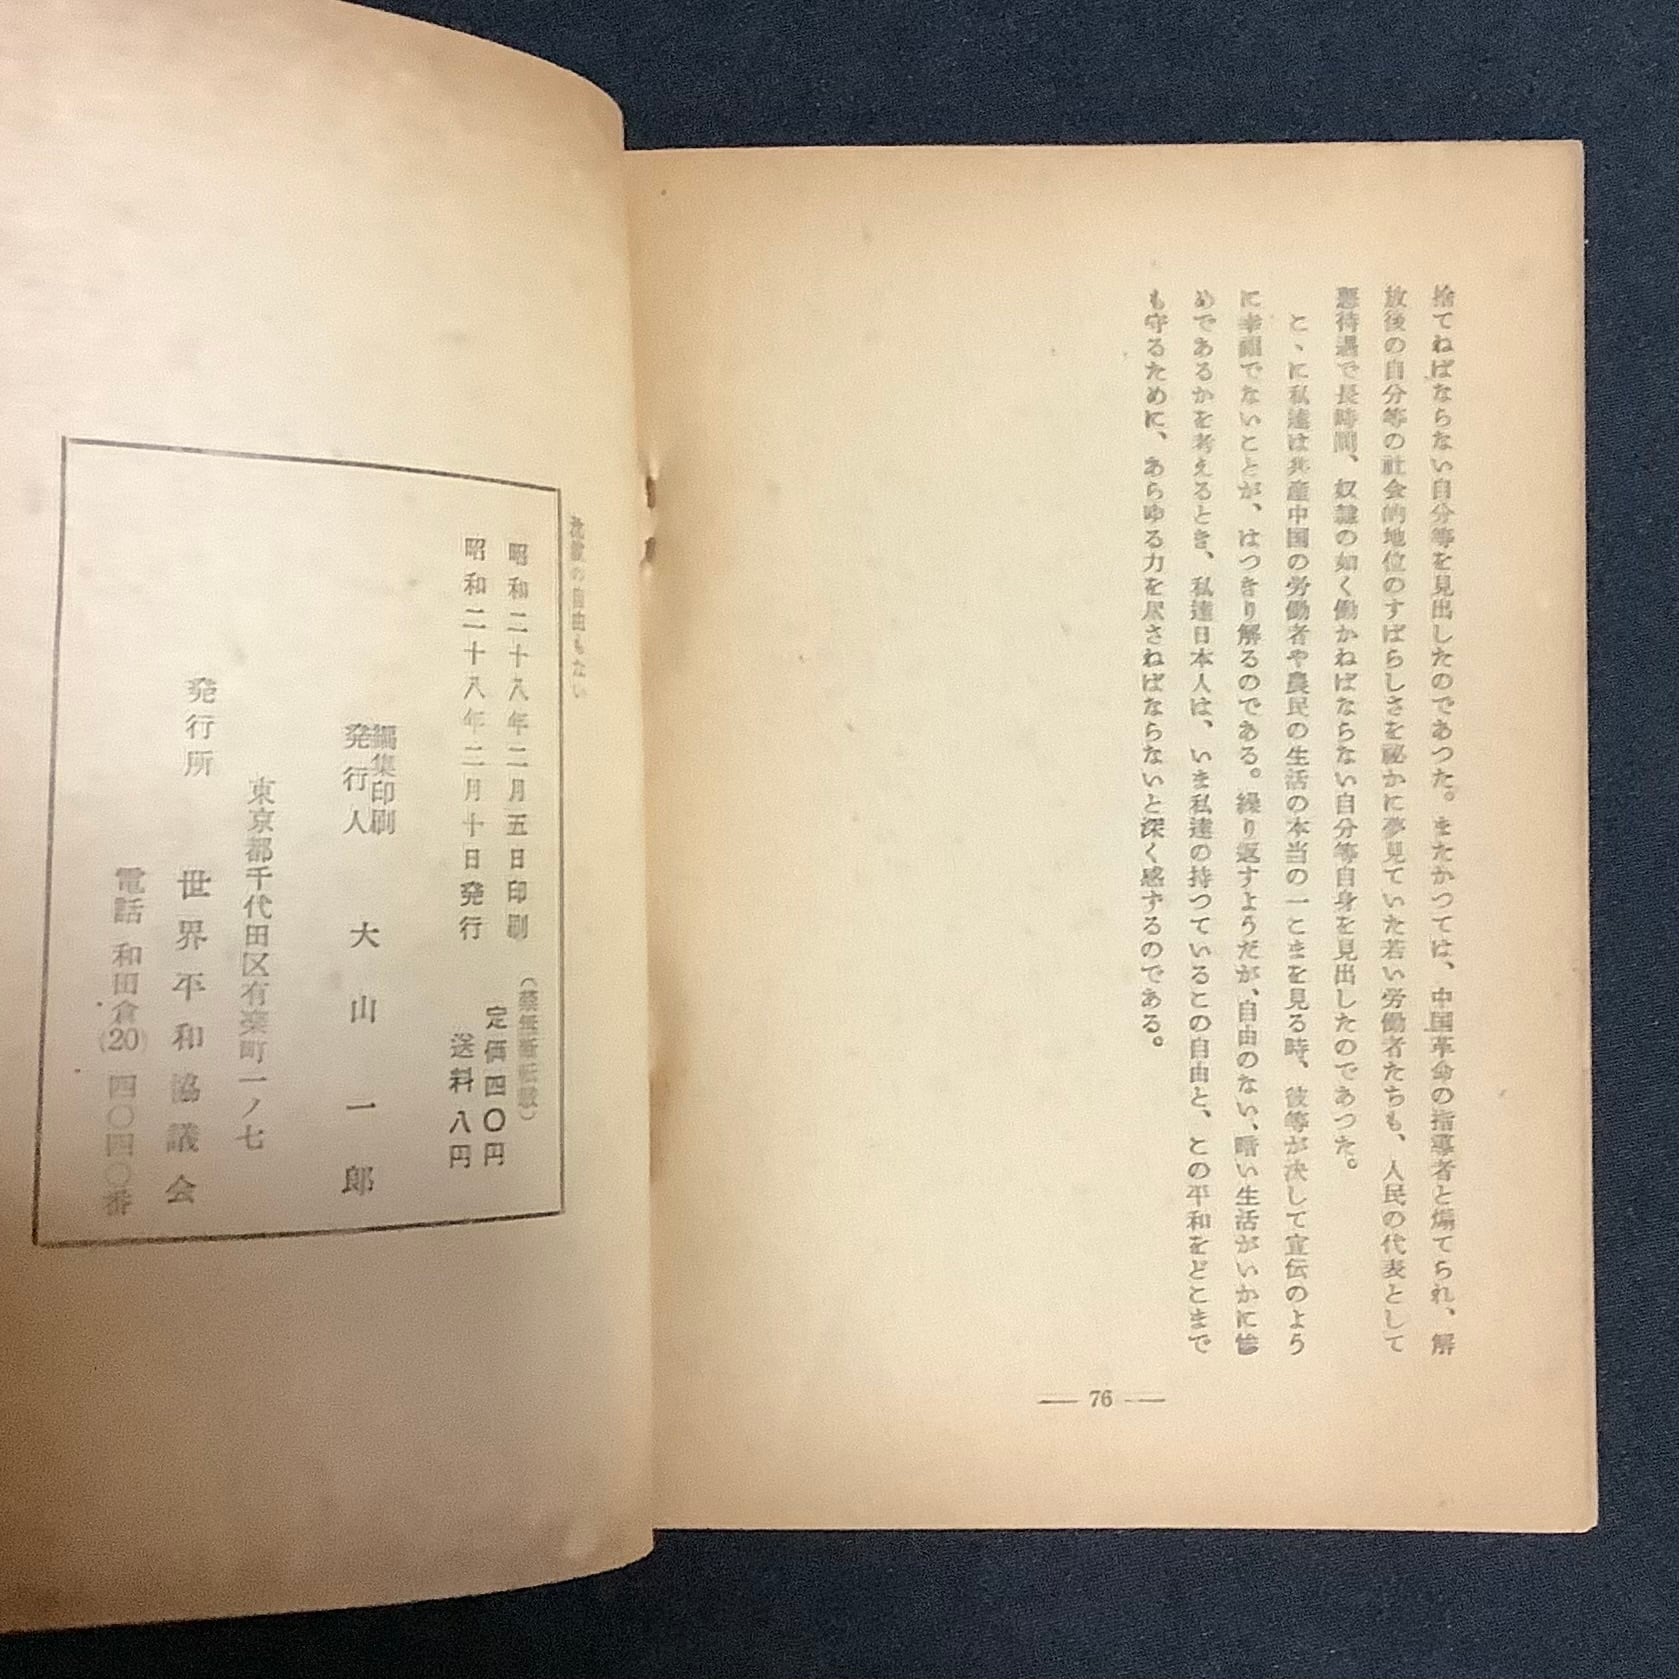 捨てねばならない自分等を見出したのであつた。またかつては、中国革命の指導者と煽てられ、解
放後の自分等の社会的地位のすばらしさを秘かに夢見ていた若い労働者たちも、人民の代表として
悪待遇で長時間、奴隷の如く働かねばならない自分等自身を見出したのであつた。
こゝに私達は共産中国の労働者や農民の生活の本当の一こまを見る時、彼等が決して宣伝のよう
に幸福でないことが、はつきり解るのである。繰り返すようだが、自由のない、暗い生活がいかに惨
めであるかを考えるとき、私達日本人は、いま私達の持つているこの自由と、この平和をどこまで
も守るために、あらゆる力を尽さねばならないと深く感ずるのである。
— 76 —
の自由もない
昭和二十八年二月五日印刷
(禁無断転載)
昭和二十八年二月十日発行
定価四〇円
送料八円
編集印刷
発行人 大山一郎
東京都千代田区有楽町一ノ七
発行所 世界平和協議会
電話 和田倉(20)四〇四〇番